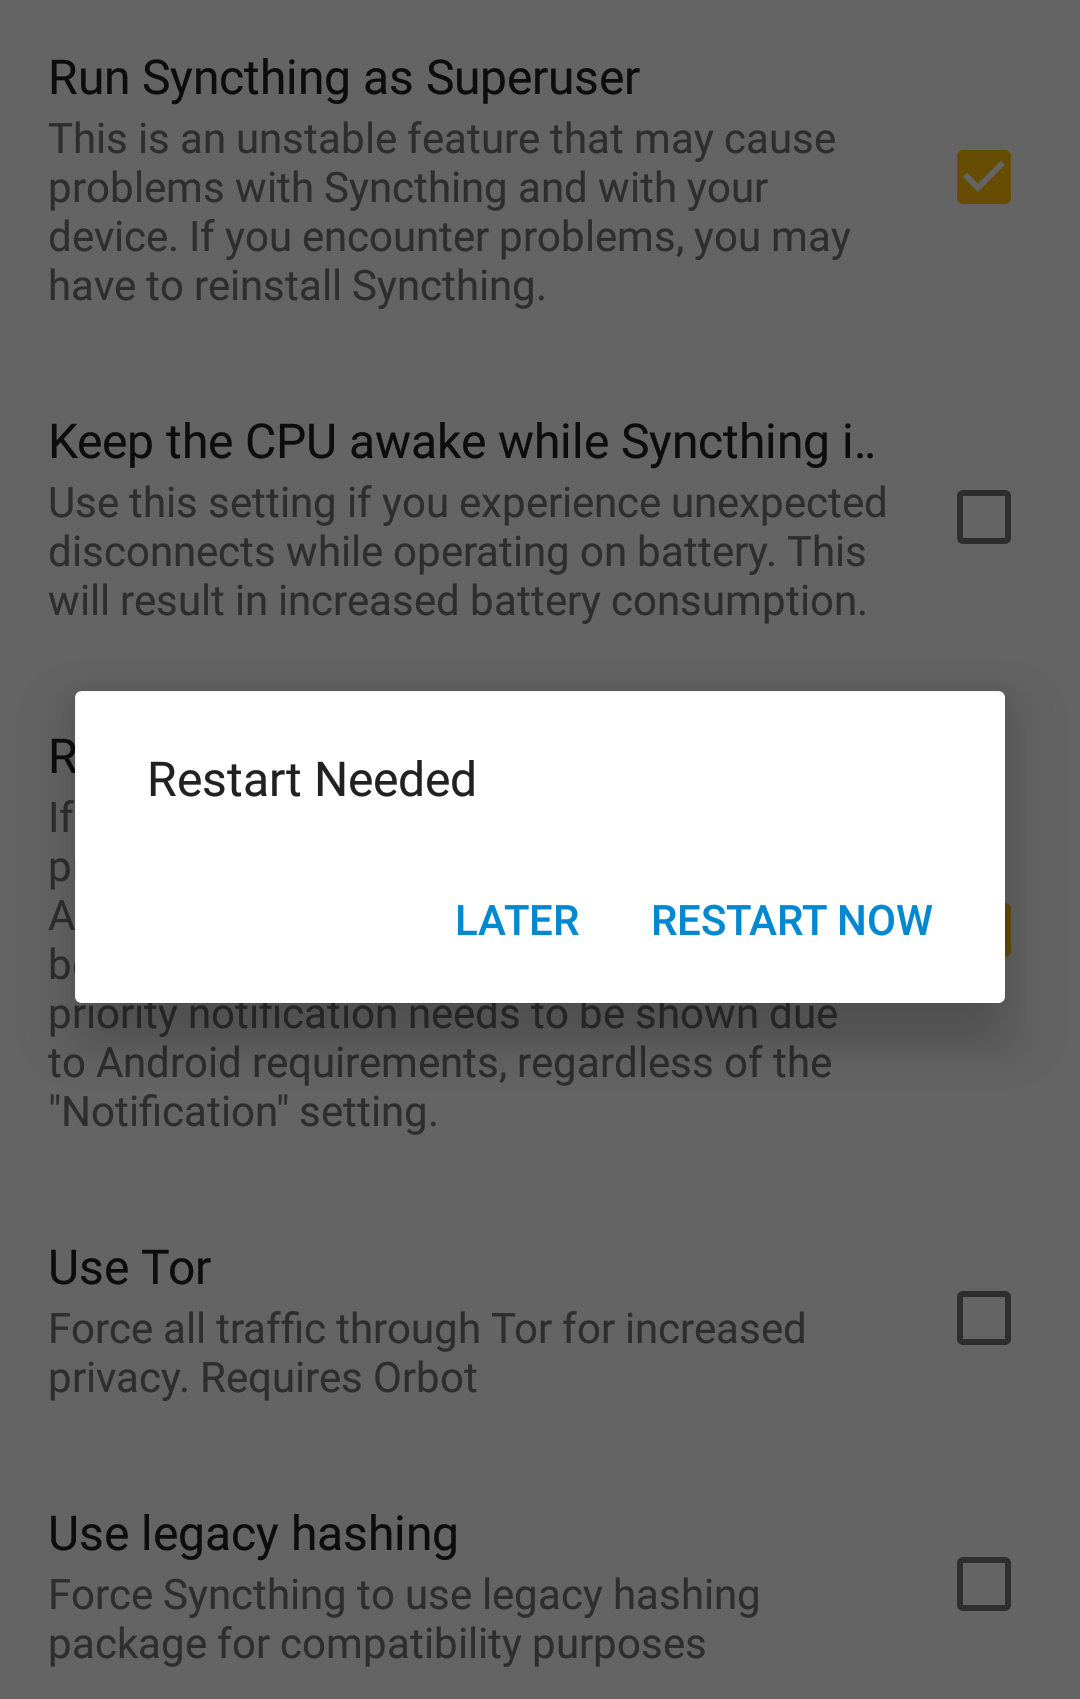 Run Syncthing as Superuser
This is an unstable feature that may cause
problems with Syncthing and with your
device. If you encounter problems, you may
have to reinstall Syncthing.
Keep the CPU awake while Syncthing i..
Use this setting if you experience unexpected
disconnects while operating on battery. This
will result in increased battery consumption.
Restart Needed
LATER RESTART NOW
priority notification needs to be shown due
to Android requirements, regardless of the
"Notification" setting.
Use Tor
Force all traffic through Tor for increased
privacy. Requires Orbot
Use legacy hashing
Force Syncthing to use legacy hashing
package for compatibility purposes